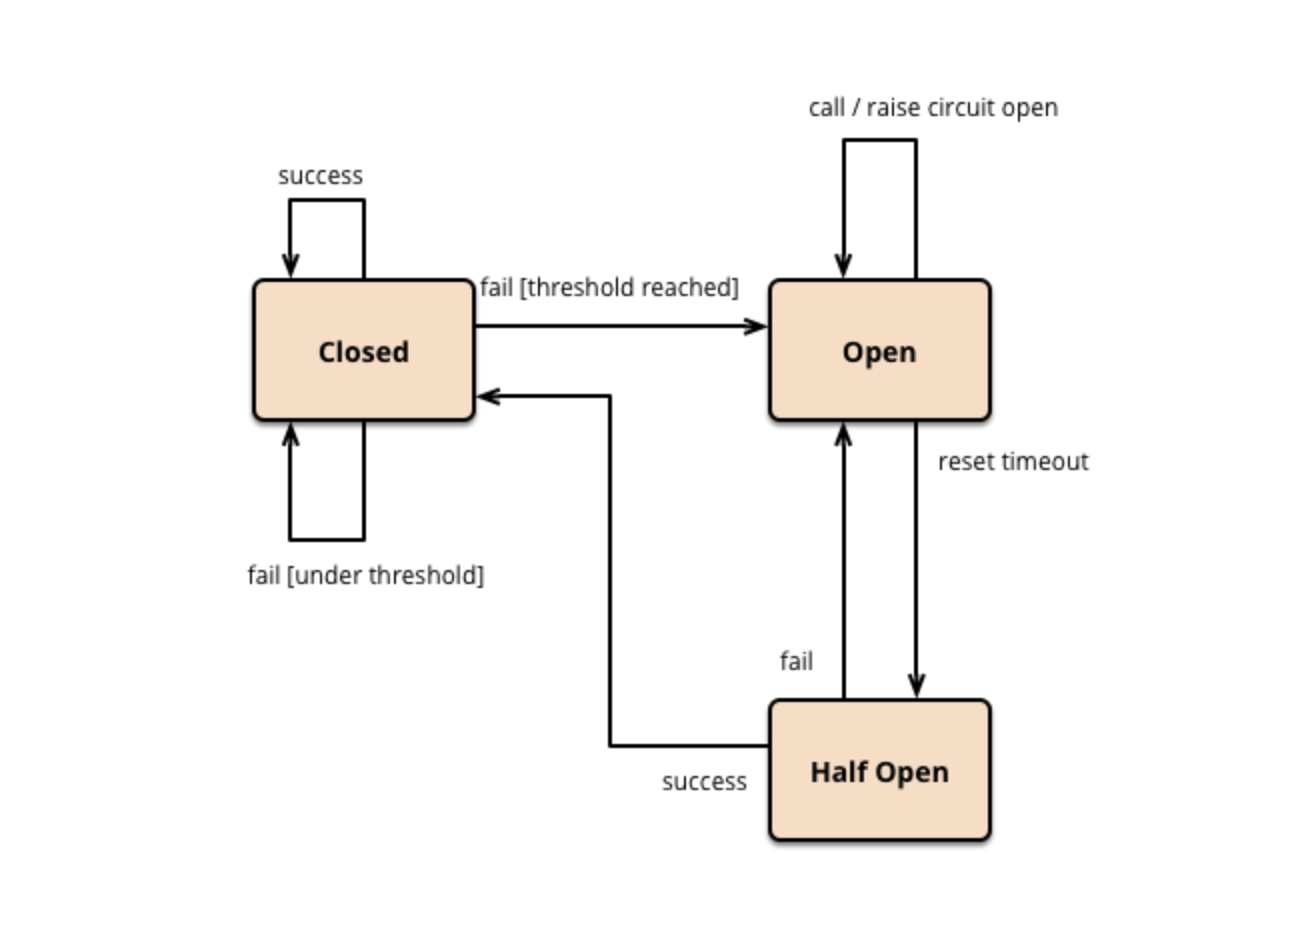 call / raise circuit open
success
fail [threshold reached]
Closed
Open
reset timeout
fail [under threshold]
fail
Half Open
success